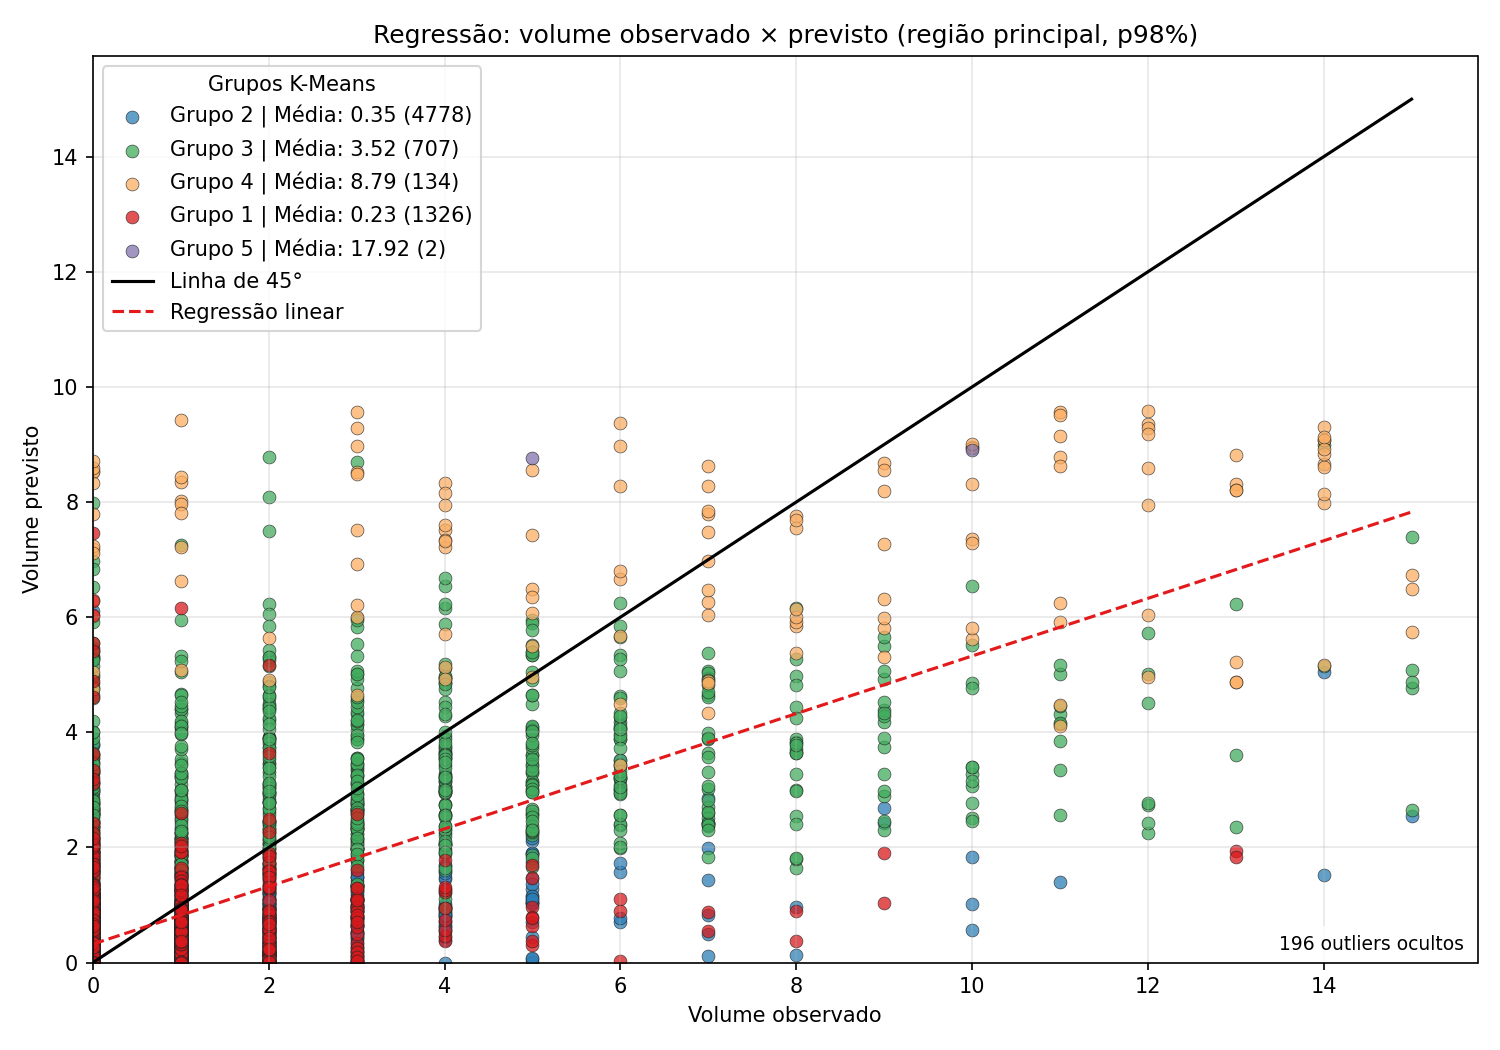 Regressão: volume observado × previsto (região principal, p98%)
Grupos K-Means
Grupo 2 | Média: 0.35 (4778)
Grupo 3 | Média: 3.52 (707)
Grupo 4 | Média: 8.79 (134)
Grupo 1 | Média: 0.23 (1326)
Grupo 5 | Média: 17.92 (2)
Linha de 45°
Regressão linear
14
12
10
8
6
4
2
0
Volume previsto
196 outliers ocultos
0 2 4 6 8 10 12 14
Volume observado